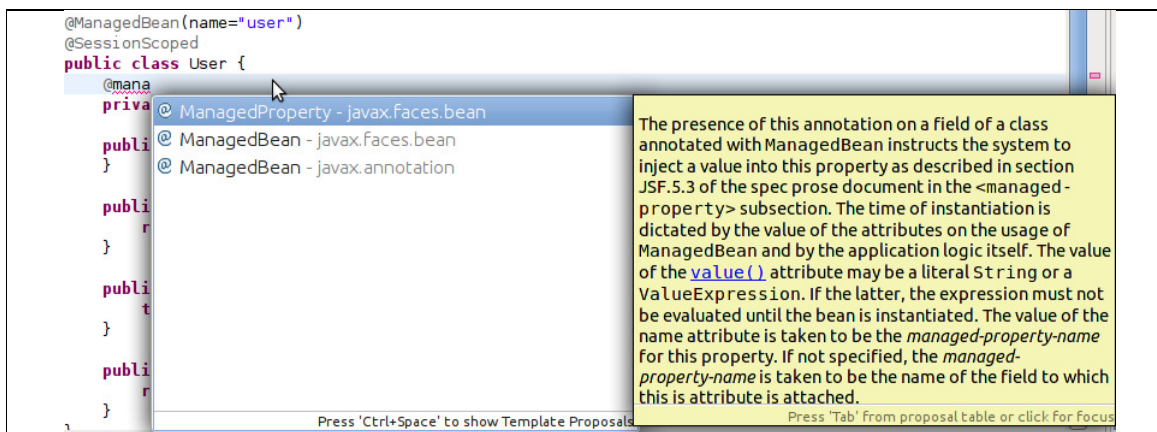 @ManagedBean(name="user")
@SessionScoped
public class User {
@mana
priva
publi
}
publi
r
}
publi
t
}
publi
r
}
@ ManagedProperty - javax.faces.bean
@ ManagedBean - javax.faces.bean
@ ManagedBean - javax.annotation
Press 'Ctrl+Space' to show Template Proposals
The presence of this annotation on a field of a class
annotated with ManagedBean instructs the system to
inject a value into this property as described in section
JSF.5.3 of the spec prose document in the <managed-
property> subsection. The time of instantiation is
dictated by the value of the attributes on the usage of
ManagedBean and by the application logic itself. The value
of the value() attribute may be a literal String or a
ValueExpression. If the latter, the expression must not
be evaluated until the bean is instantiated. The value of the
name attribute is taken to be the managed-property-name
for this property. If not specified, the managed-
property-name is taken to be the name of the field to which
this is attribute is attached.
Press 'Tab' from proposal table or click for focus